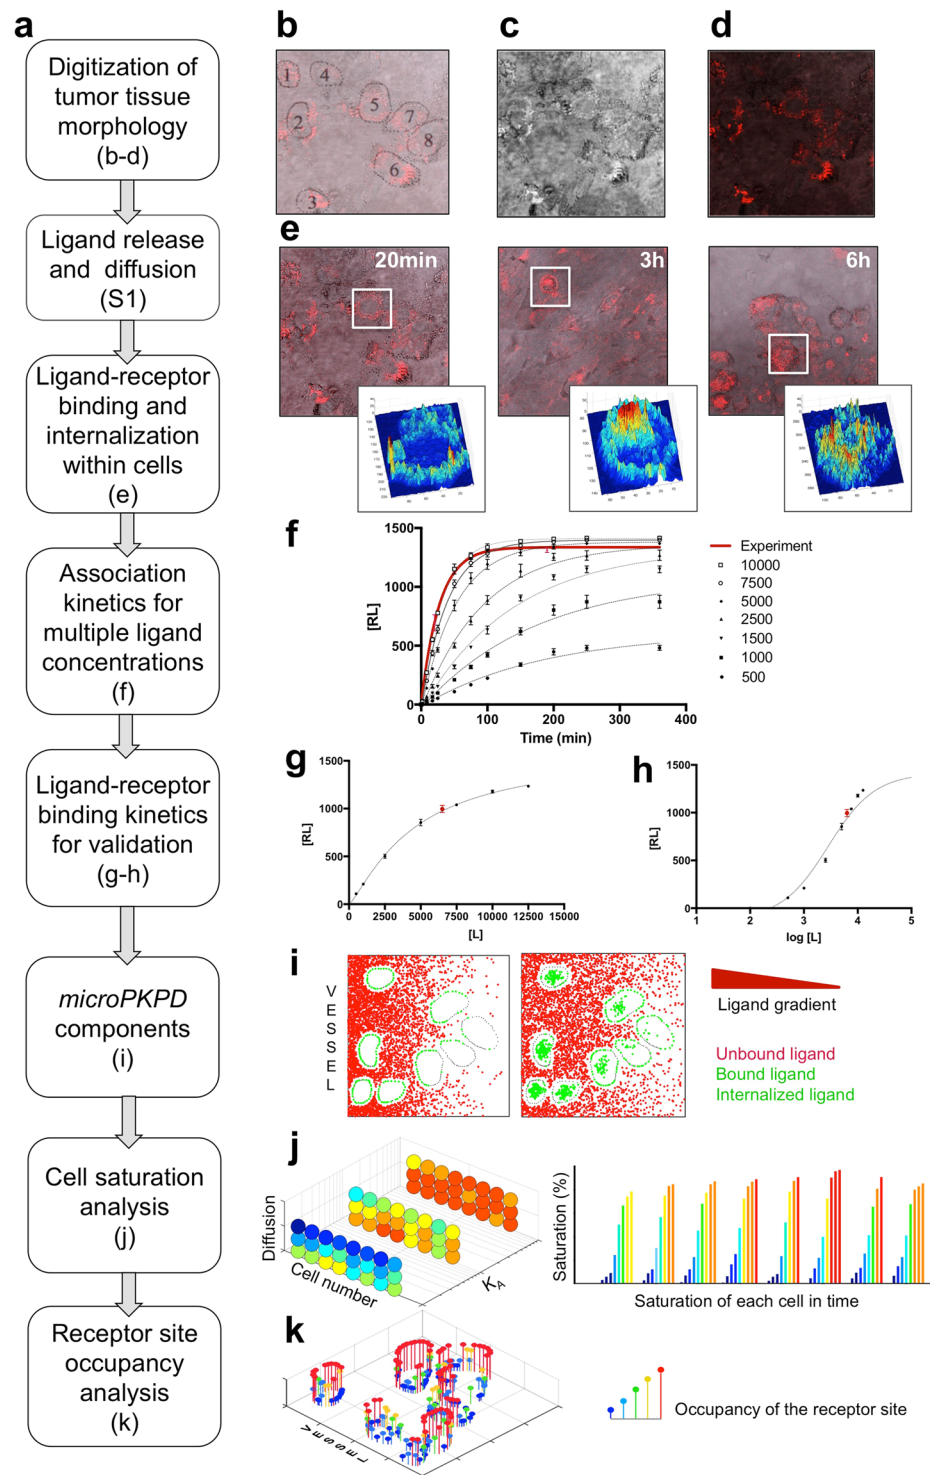 a
Digitization of
tumor tissue
morphology
(b-d)
Ligand release
and diffusion
(S1)
Ligand-receptor
binding and
internalization
within cells
(e)
Association
kinetics for
multiple ligand
concentrations
(f)
Ligand-receptor
binding kinetics
for validation
(g-h)
microPKPD
components
(i)
Cell saturation
analysis
(j)
Receptor site
occupancy
analysis
(k)
b
1
4
5
2
7
8
6
3
c
d
e
20min
3h
6h
f
1500
1000
500
0
[RL]
0
100
200
300
400
Time (min)
Experiment
10000
7500
5000
2500
1500
1000
500
g
1500
1000
500
0
[RL]
0
2500
5000
7500
10000
12500
15000
[L]
h
1500
1000
500
0
[RL]
1
2
3
4
5
log [L]
i
VESSEL
Ligand gradient
Unbound ligand
Bound ligand
Internalized ligand
j
Diffusion
Cell number
KA
Saturation (%)
Saturation of each cell in time
k
VESSEL
Occupancy of the receptor site